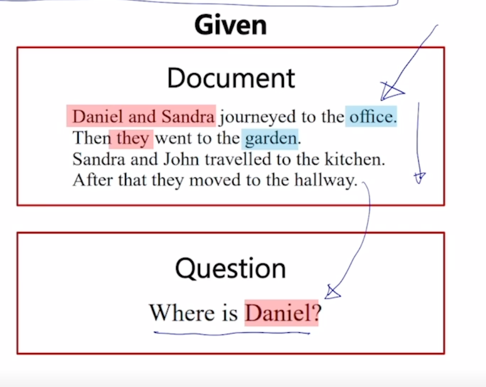 Given
Document
Daniel and Sandra journeyed to the office.
Then they went to the garden.
Sandra and John travelled to the kitchen.
After that they moved to the hallway.
Question
Where is Daniel?